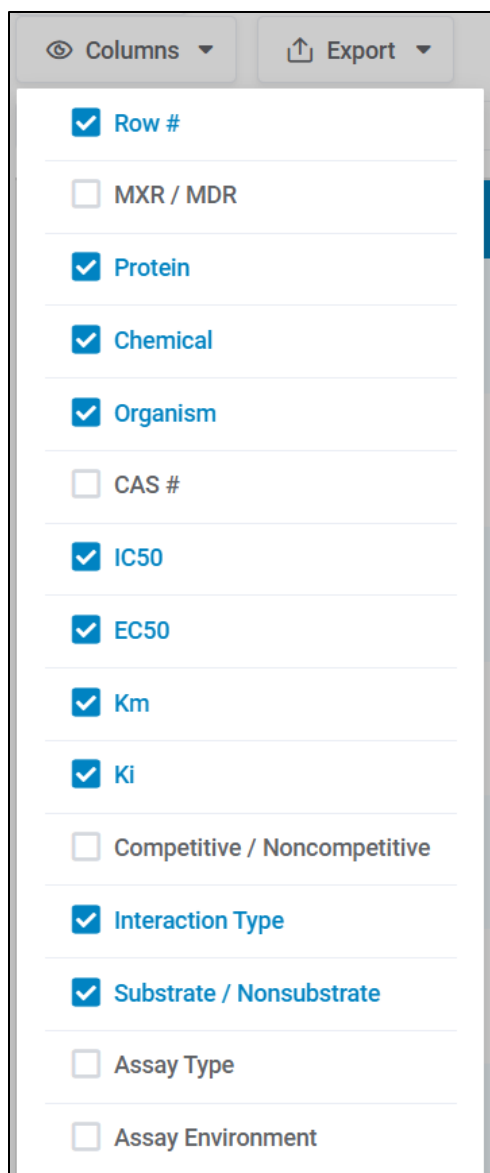 Columns Export
Row #
MXR / MDR
Protein
Chemical
Organism
CAS #
IC50
EC50
Km
Ki
Competitive / Noncompetitive
Interaction Type
Substrate / Nonsubstrate
Assay Type
Assay Environment